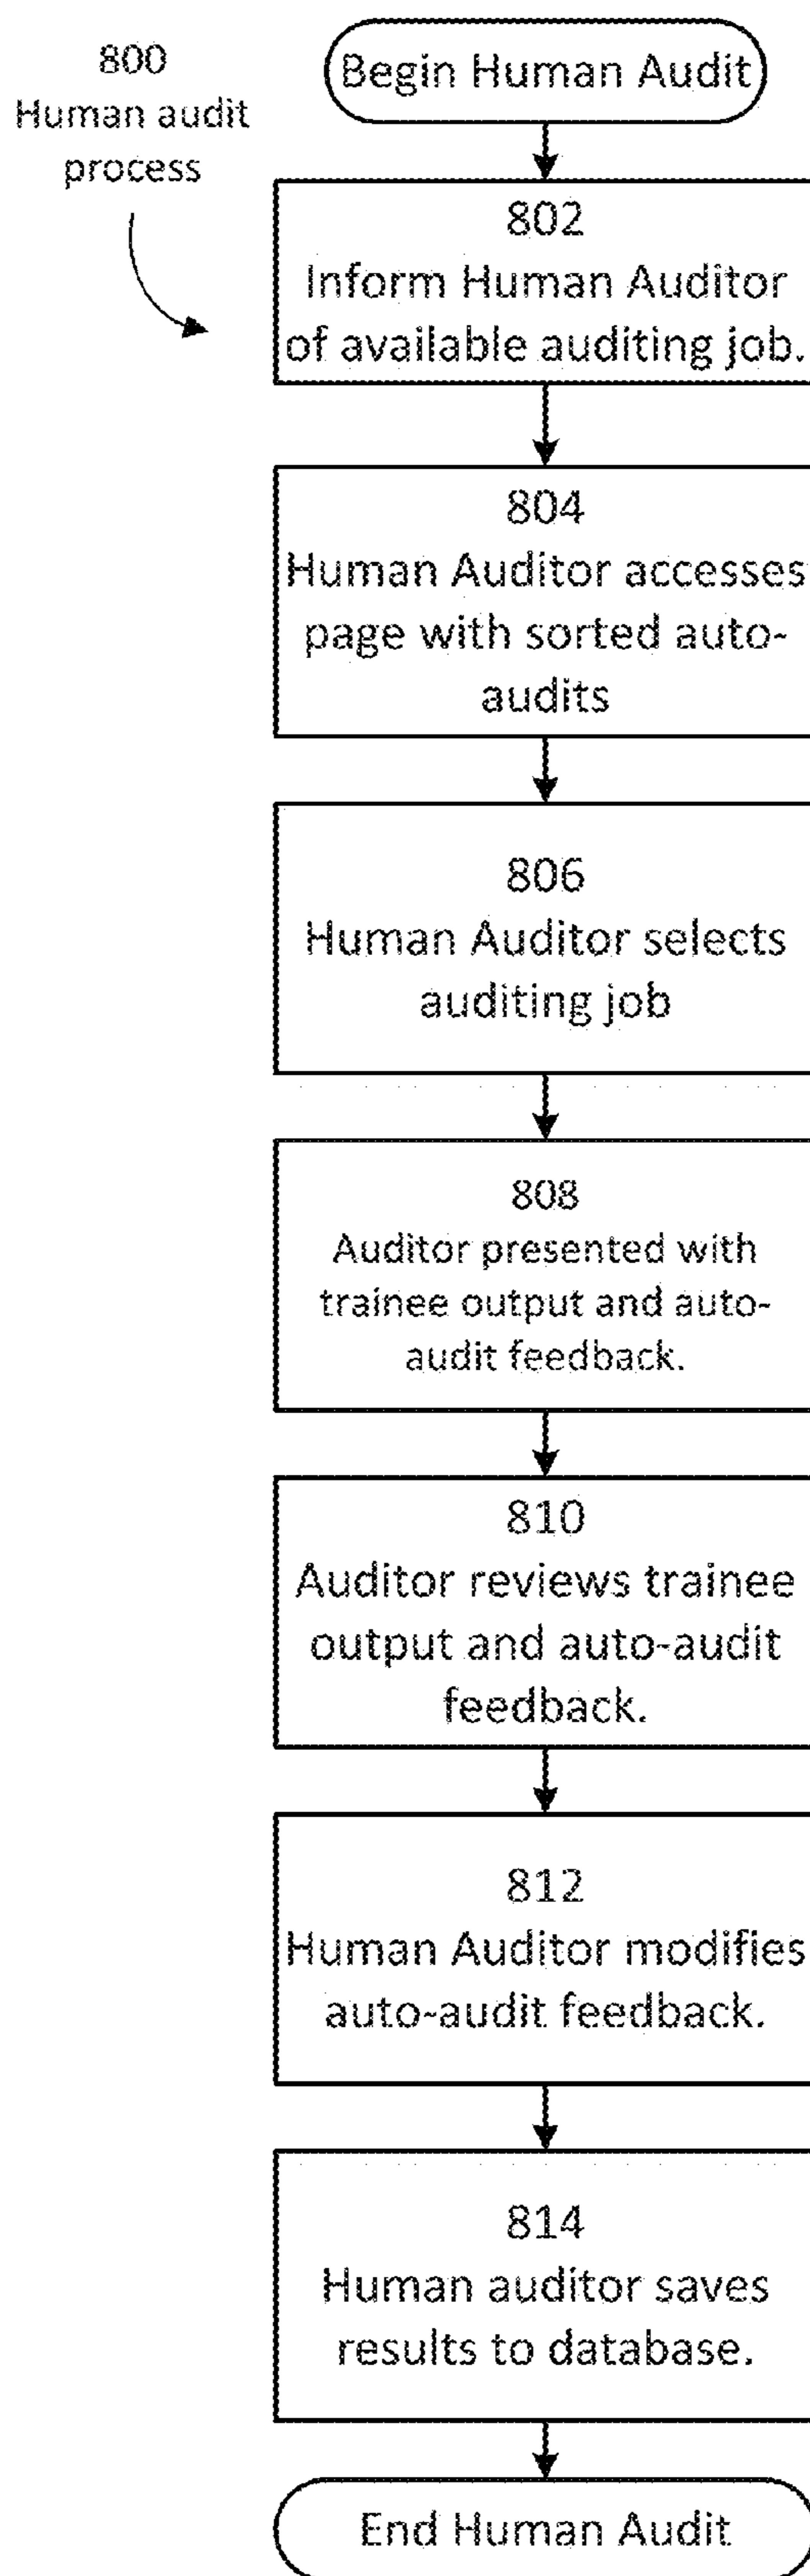 800
Human audit
process
Begin Human Audit
802
Inform Human Auditor
of available auditing job.
804
Human Auditor accesses
page with sorted auto-
audits
806
Human Auditor selects
auditing job
808
Auditor presented with
trainee output and auto-
audit feedback.
810
Auditor reviews trainee
output and auto-audit
feedback.
812
Human Auditor modifies
auto-audit feedback.
814
Human auditor saves
results to database.
End Human Audit